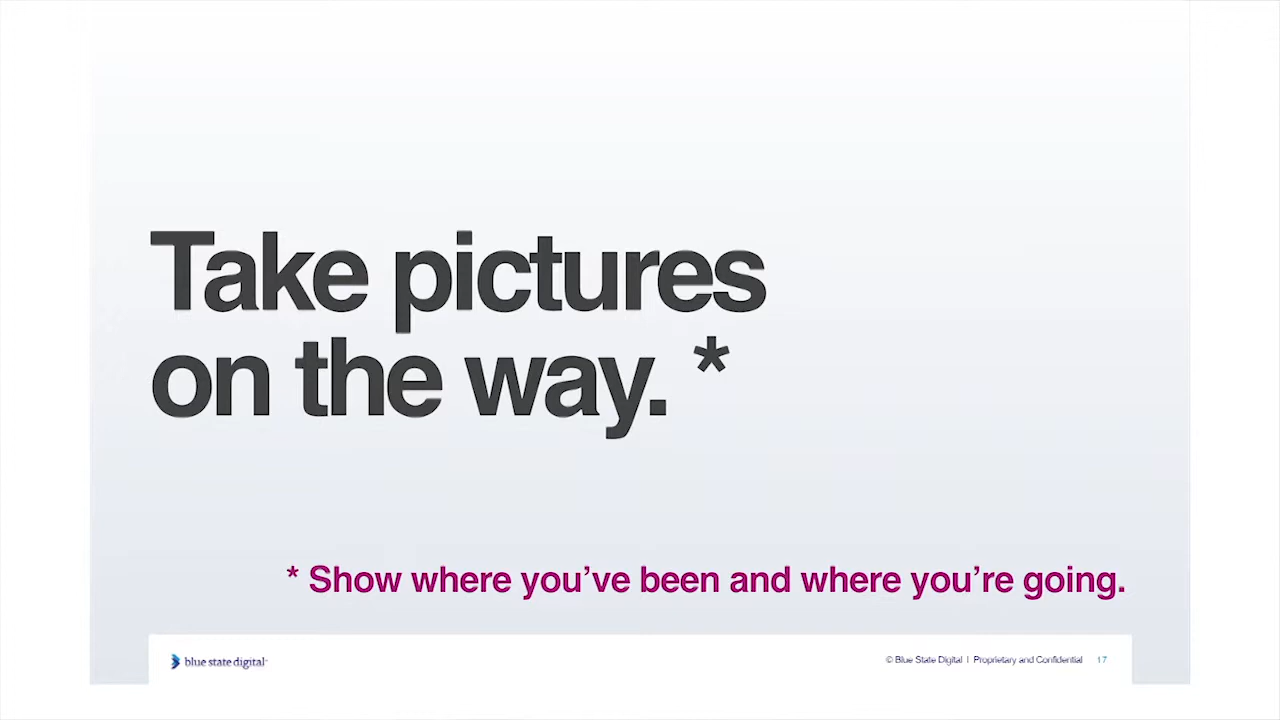 Take pictures
on the way. *
* Show where you’ve been and where you’re going.
blue state digital
© Blue State Digital | Proprietary and Confidential 17